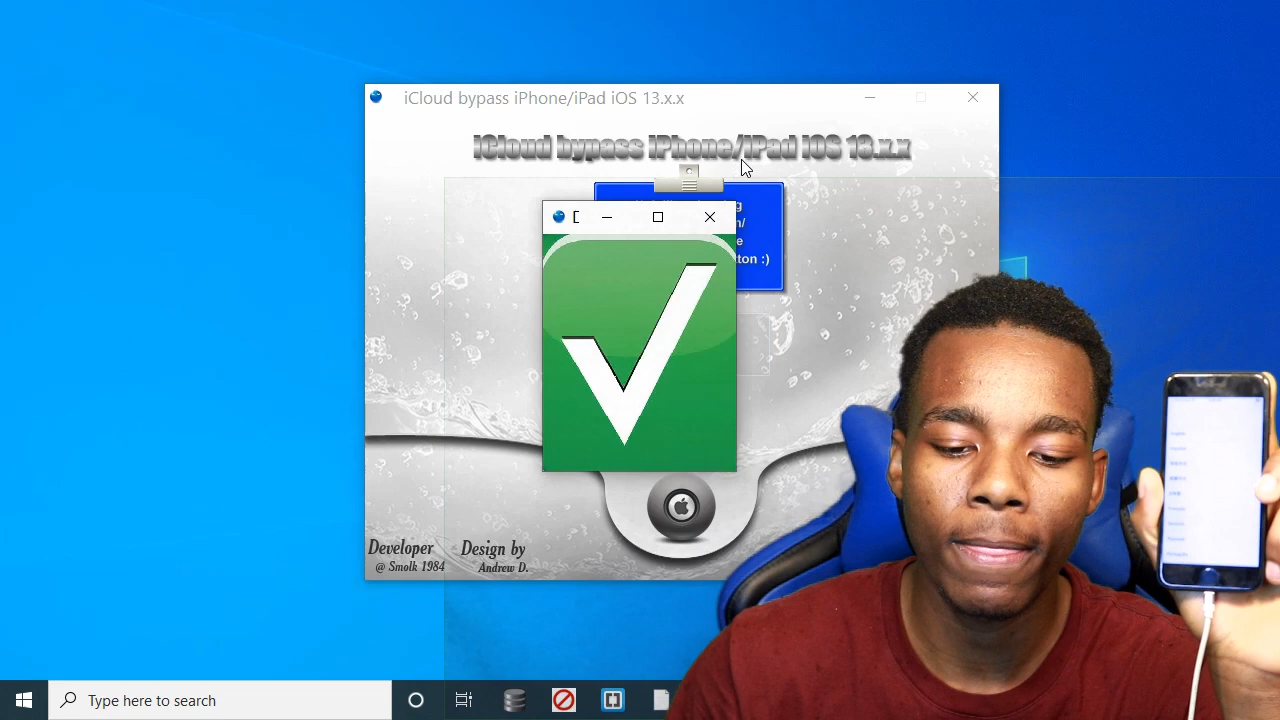 iCloud bypass iPhone/iPad iOS 13.x.x
iCloud bypass iPhone/iPad iOS 13.x.x
ton :)
Developer
@ Smolk 1984
Design by
Andrew D.
Type here to search